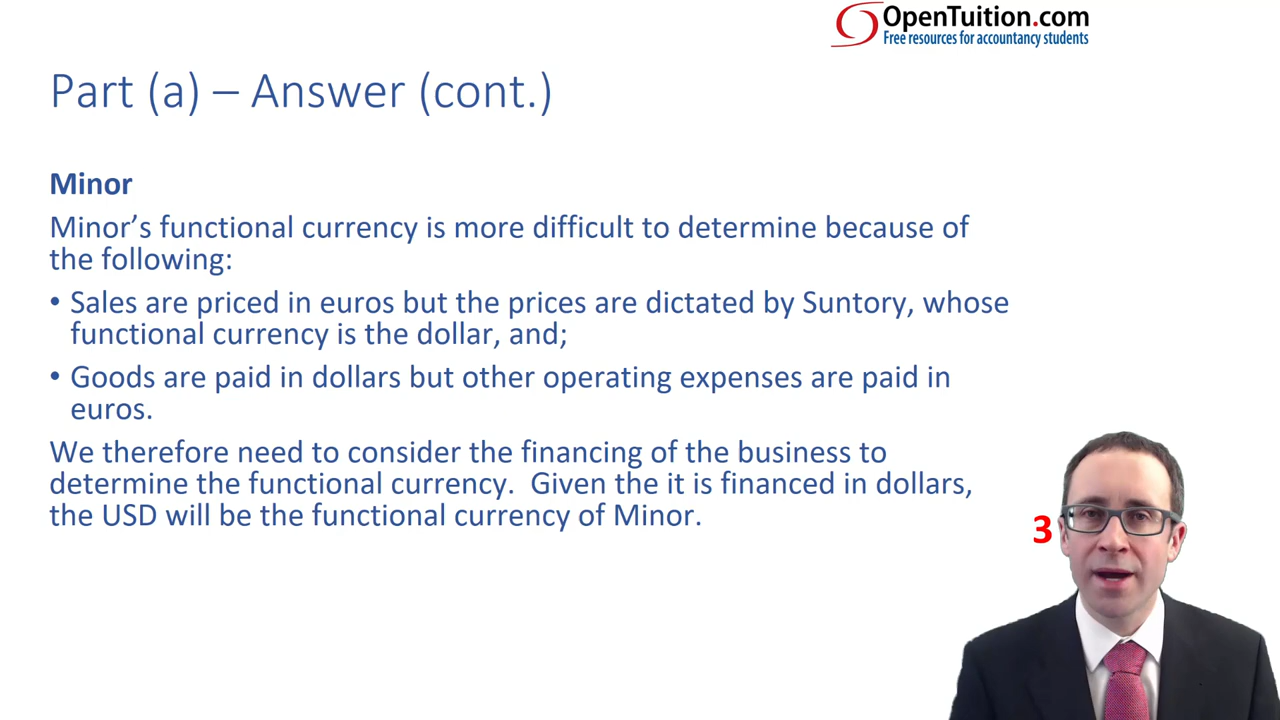 OpenTuition.com
Free resources for accountancy students
Part (a) – Answer (cont.)
Minor
Minor’s functional currency is more difficult to determine because of
the following:
• Sales are priced in euros but the prices are dictated by Suntory, whose
functional currency is the dollar, and;
• Goods are paid in dollars but other operating expenses are paid in
euros.
We therefore need to consider the financing of the business to
determine the functional currency.  Given the it is financed in dollars,
the USD will be the functional currency of Minor.
3